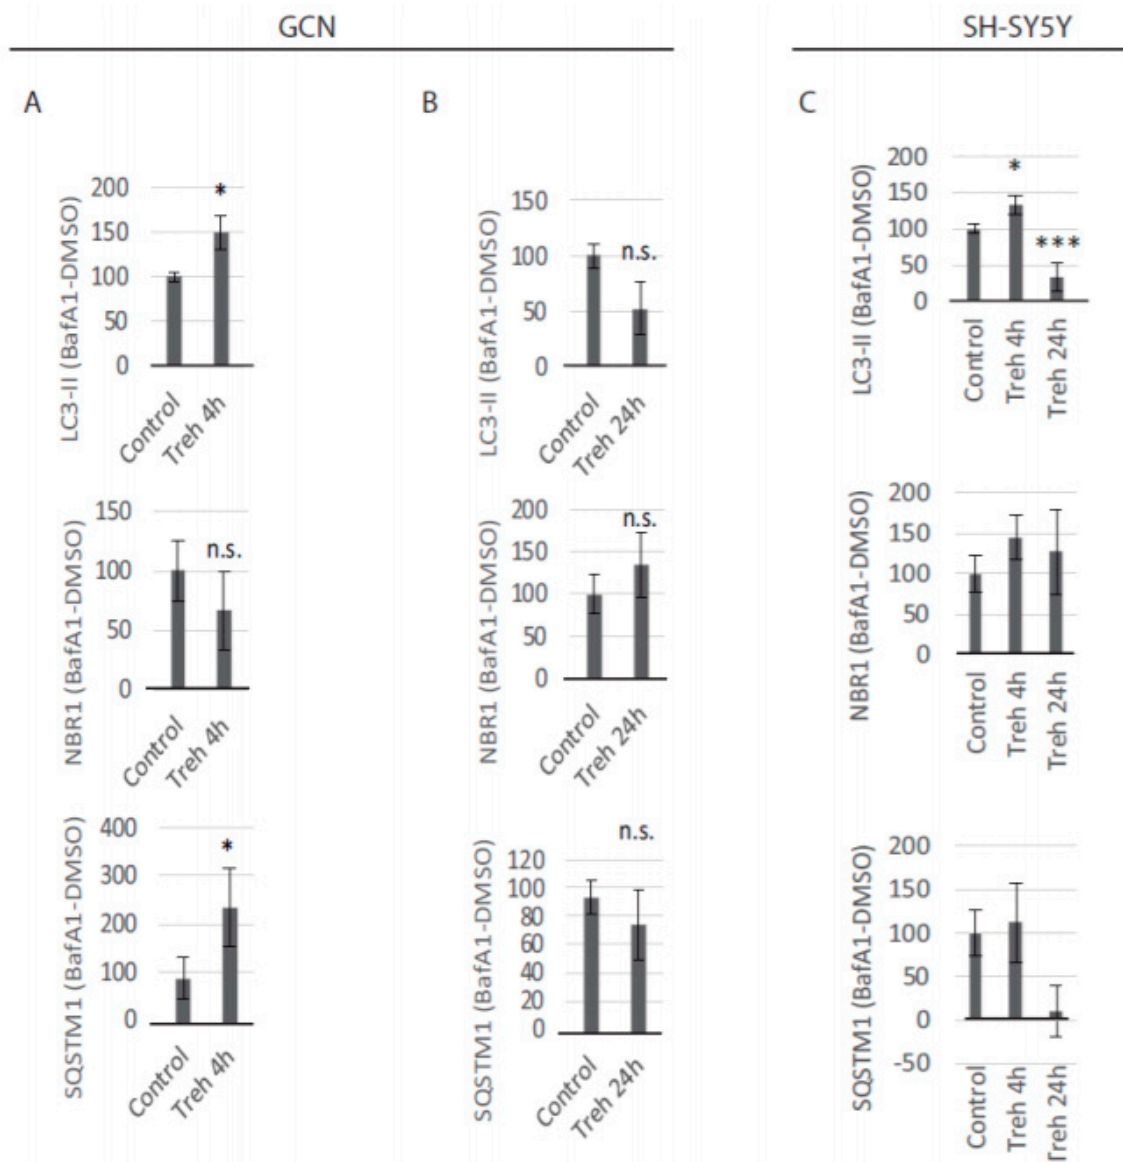 GCN
SH-SY5Y
A
B
C
LC3-II (BafA1-DMSO)
200
150
100
50
0
*
Control
Treh 4h
NBR1 (BafA1-DMSO)
150
100
50
0
n.s.
Control
Treh 4h
SQSTM1 (BafA1-DMSO)
400
300
200
100
0
*
Control
Treh 4h
LC3-II (BafA1-DMSO)
150
100
50
0
n.s.
Control
Treh 24h
NBR1 (BafA1-DMSO)
200
150
100
50
0
n.s.
Control
Treh 24h
SQSTM1 (BafA1-DMSO)
120
100
80
60
40
20
0
n.s.
Control
Treh 24h
LC3-II (BafA1-DMSO)
200
150
100
50
0
*
***
Control
Treh 4h
Treh 24h
NBR1 (BafA1-DMSO)
200
150
100
50
0
Control
Treh 4h
Treh 24h
SQSTM1 (BafA1-DMSO)
200
150
100
50
0
-50
Control
Treh 4h
Treh 24h